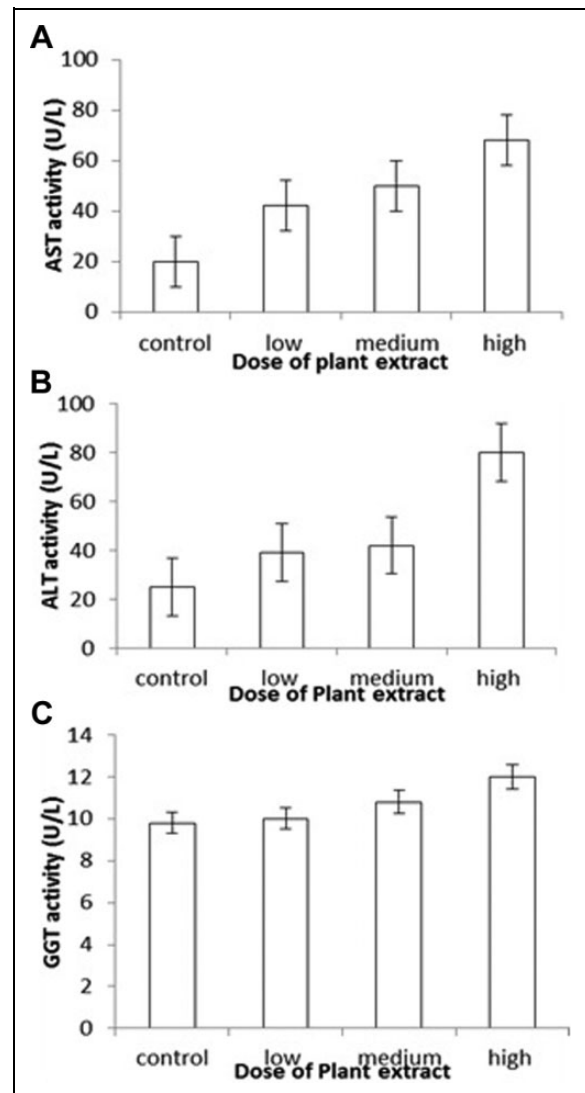 A
AST activity (U/L)
100
80
60
40
20
0
control low medium high
Dose of plant extract
B
ALT activity (U/L)
100
80
60
40
20
0
control low medium high
Dose of Plant extract
C
GGT activity (U/L)
14
12
10
8
6
4
2
0
control low medium high
Dose of Plant extract